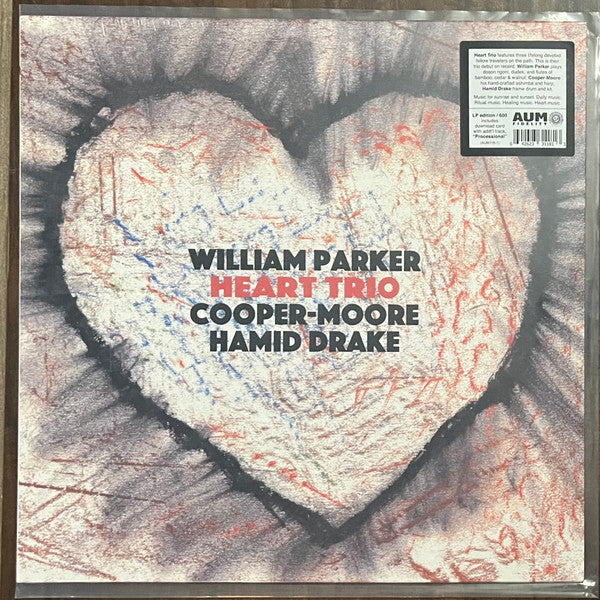 Heart Trio features three lifelong devoted
fellow travelers on the path. This is their
trio debut on record. William Parker plays
doson ngoni, duduk, and flutes of
bamboo, cedar & walnut; Cooper-Moore
his hand-crafted ashimba and harp;
Hamid Drake frame drum and kit.
Music for sunrise and sunset. Daily music.
Ritual music. Healing music. Heart music.
LP edition / 600
includes
download card
with add'l track,
"Processional"
AUM
FIDELITY
WILLIAM PARKER
HEART TRIO
COOPER-MOORE
HAMID DRAKE